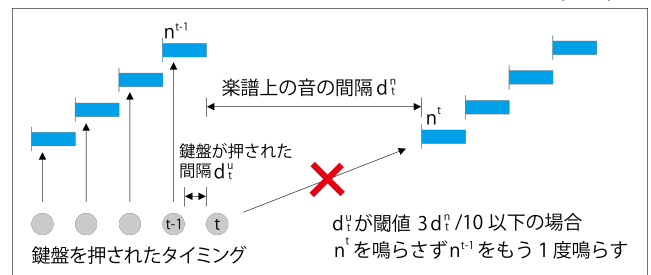 n^t-1
楽譜上の音の間隔 d^n_t
n^t
鍵盤が押された
間隔 d^u_t
t-1 t
鍵盤を押されたタイミング
d^u_t が閾値 3d^n_t/10 以下の場合
n^t を鳴らさず n^t-1 をもう1度鳴らす